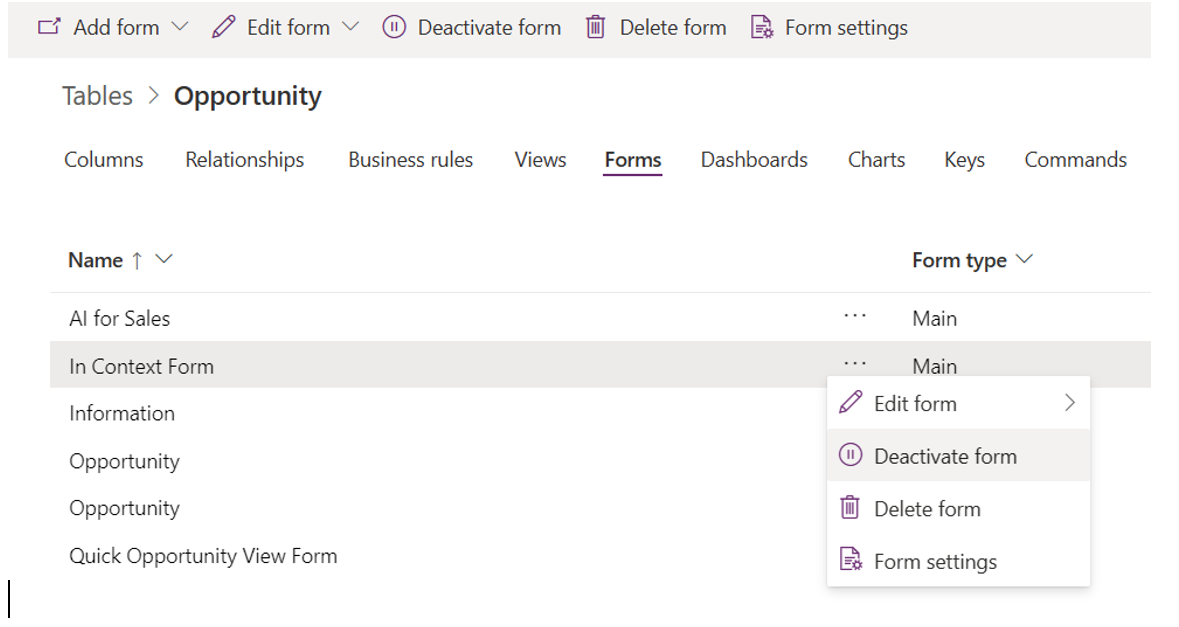 Add form Edit form Deactivate form Delete form Form settings
Tables > Opportunity
Columns Relationships Business rules Views Forms Dashboards Charts Keys Commands
Name ↑ Form type
AI for Sales ... Main
In Context Form ... Main
Information
Opportunity
Opportunity
Quick Opportunity View Form
Edit form
Deactivate form
Delete form
Form settings